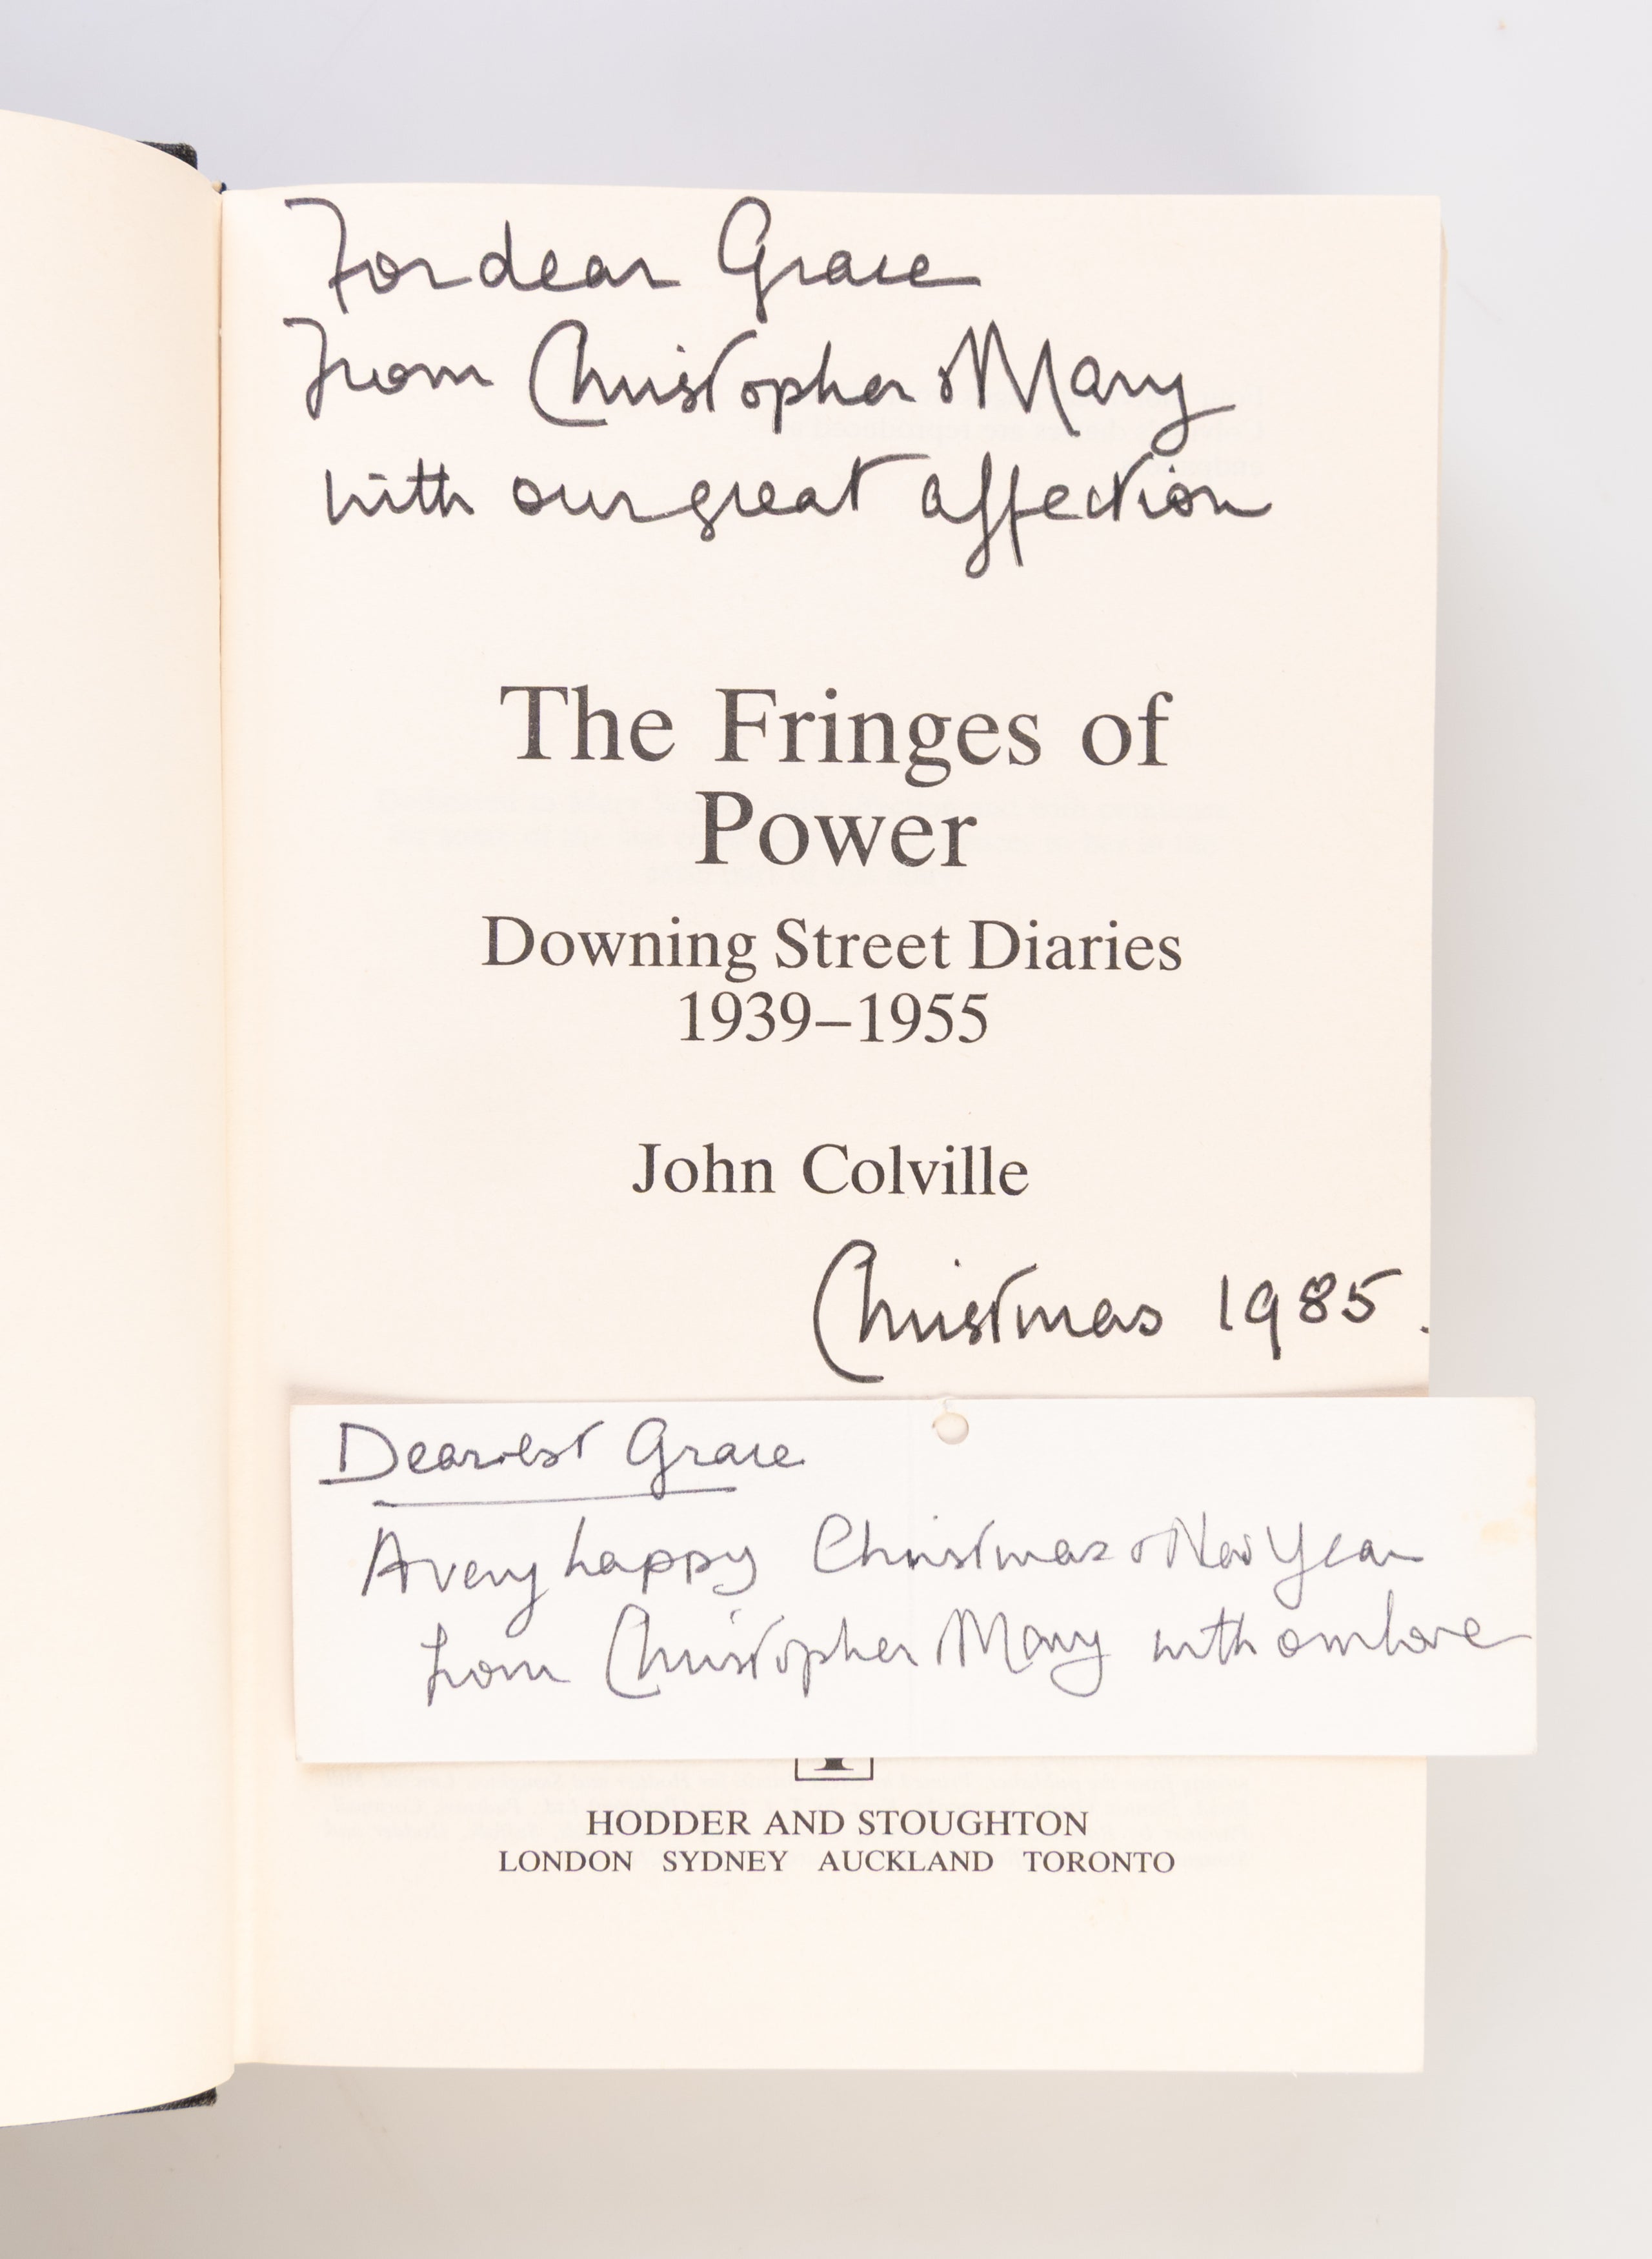 For dear Grace
from Christopher & Mary
with our great affection
The Fringes of
Power
Downing Street Diaries
1939–1955
John Colville
Christmas 1985.
Dearest Grace
A very happy Christmas & New Year
from Christopher Mary with our love
HODDER AND STOUGHTON
LONDON SYDNEY AUCKLAND TORONTO